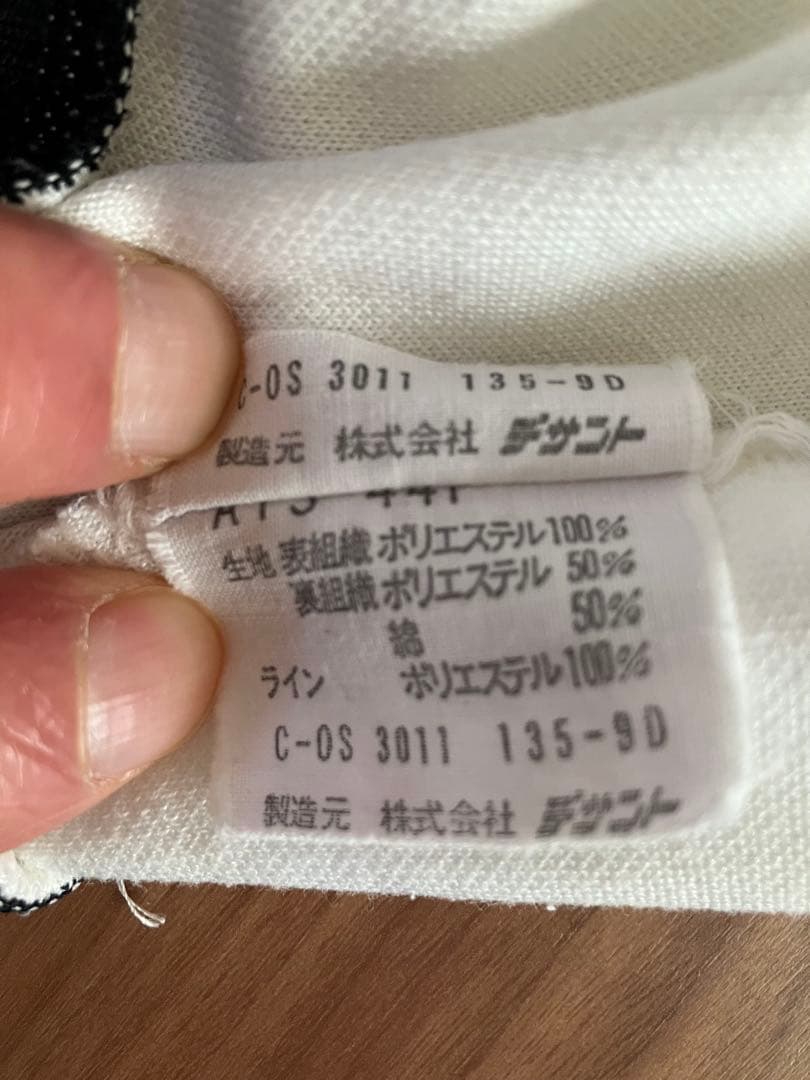 C-OS 3011 135-9D
製造元 株式会社 デサント
生地 表組織 ポリエステル100%
裏組織 ポリエステル 50%
綿 50%
ライン ポリエステル100%
C-OS 3011 135-9D
製造元 株式会社 デサント